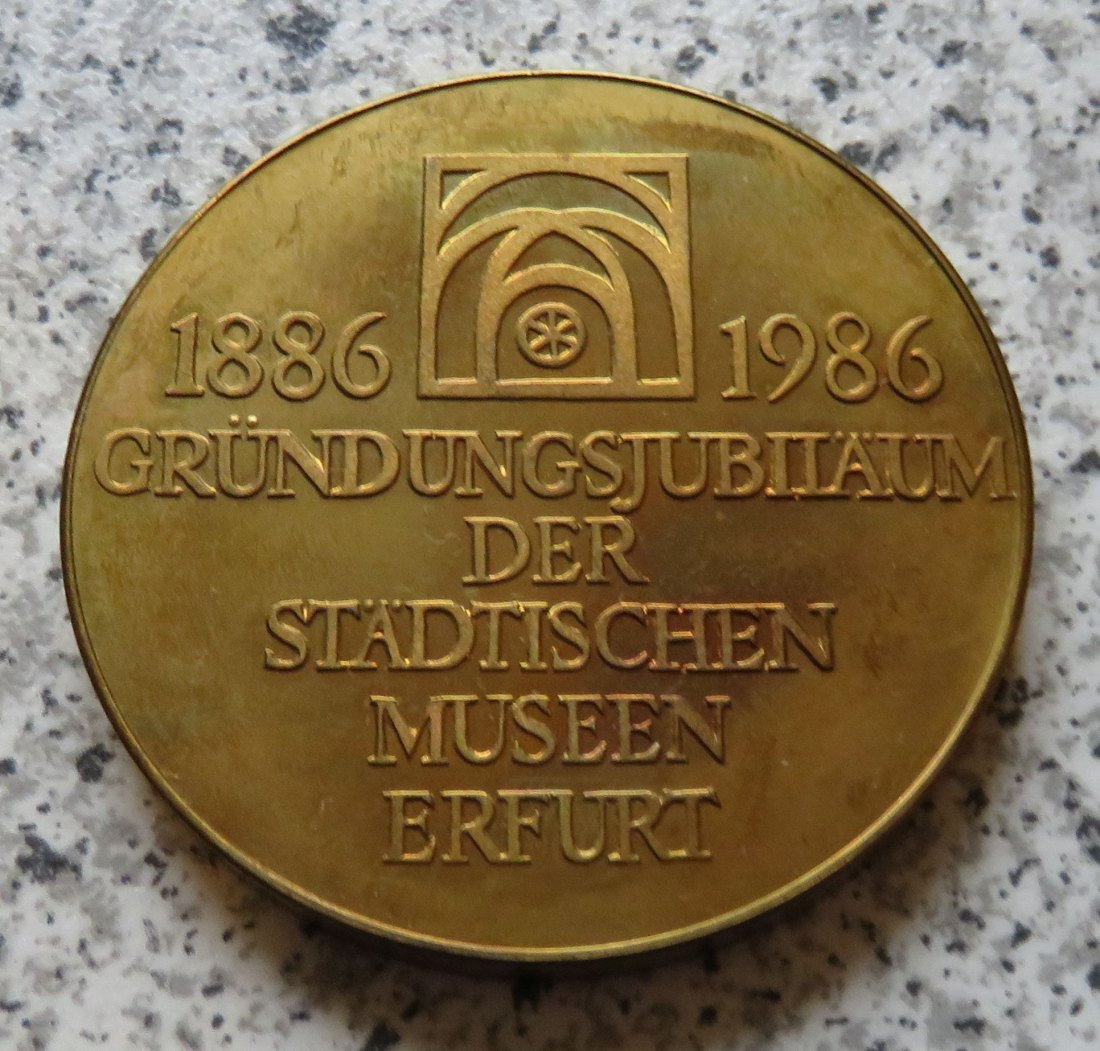 1886 1986
GRÜNDUNGSJUBILÄUM
DER
STÄDTISCHEN
MUSEEN
ERFURT